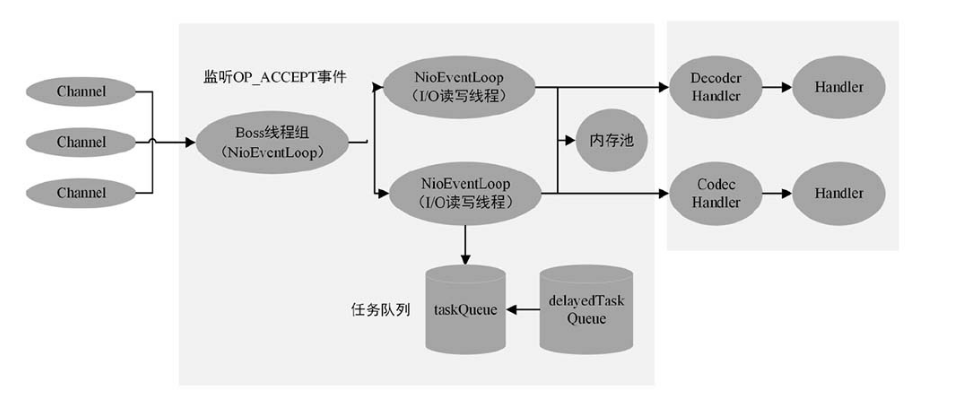 监听OP_ACCEPT事件
Channel
Channel
Channel
Boss线程组
（NioEventLoop）
NioEventLoop
（I/O读写线程）
NioEventLoop
（I/O读写线程）
内存池
Decoder
Handler
Handler
Codec
Handler
Handler
任务队列
taskQueue
delayedTask
Queue